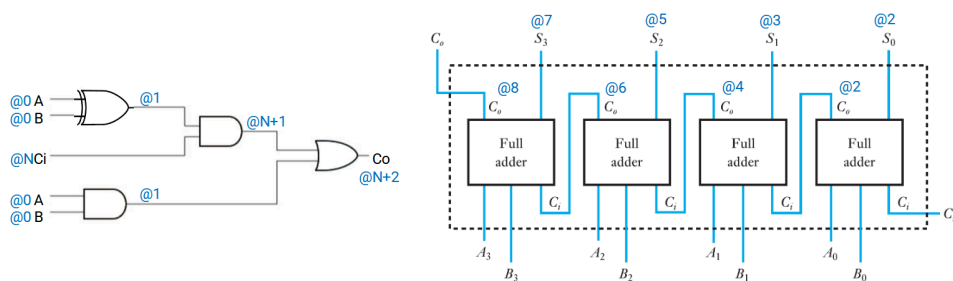 @0 A
@0 B
@1
@N+1
@NCi
Co
@N+2
@0 A
@0 B
@1
Co @7 @5 @3 @2
S3 S2 S1 S0
@8 @6 @4 @2
Co Co Co Co
Full adder
Full adder
Full adder
Full adder
Ci Ci Ci Ci
A3 A2 A1 A0
B3 B2 B1 B0